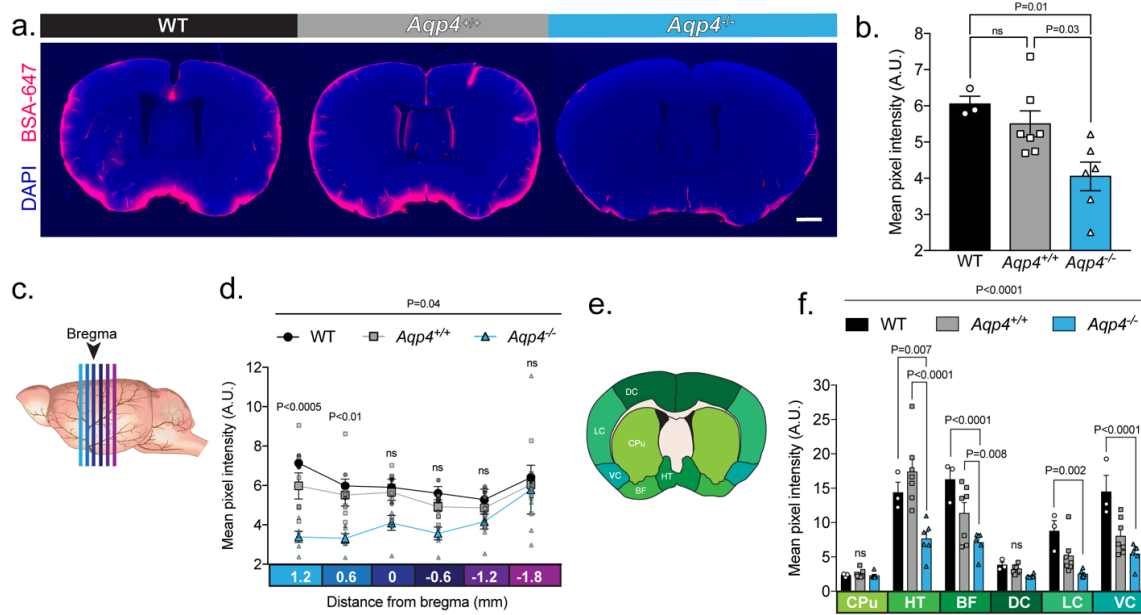 a.
WT
Aqp4+/+
Aqp4-/-
DAPI BSA-647
b.
P=0.01
ns
P=0.03
Mean pixel intensity (A.U.)
8
7
6
5
4
3
2
WT
Aqp4+/+
Aqp4-/-
c.
Bregma
d.
P=0.04
WT
Aqp4+/+
Aqp4-/-
Mean pixel intensity (A.U.)
12
10
8
6
4
2
P<0.0005
P<0.01
ns
ns
ns
ns
1.2
0.6
0
-0.6
-1.2
-1.8
Distance from bregma (mm)
e.
DC
LC
CPu
VC
HT
BF
f.
P<0.0001
WT
Aqp4+/+
Aqp4-/-
Mean pixel intensity (A.U.)
30
25
20
15
10
5
0
ns
P=0.007
P<0.0001
P<0.0001
P=0.008
ns
P=0.002
P<0.0001
CPu
HT
BF
DC
LC
VC